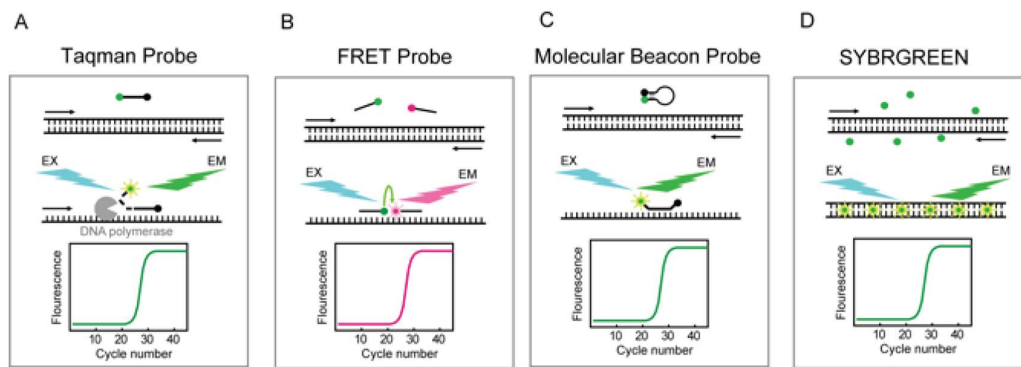 A
Taqman Probe
EX
EM
DNA polymerase
Flourescence
10 20 30 40
Cycle number
B
FRET Probe
EX
EM
Flourescence
10 20 30 40
Cycle number
C
Molecular Beacon Probe
EX
EM
Flourescence
10 20 30 40
Cycle number
D
SYBRGREEN
EX
EM
Flourescence
10 20 30 40
Cycle number